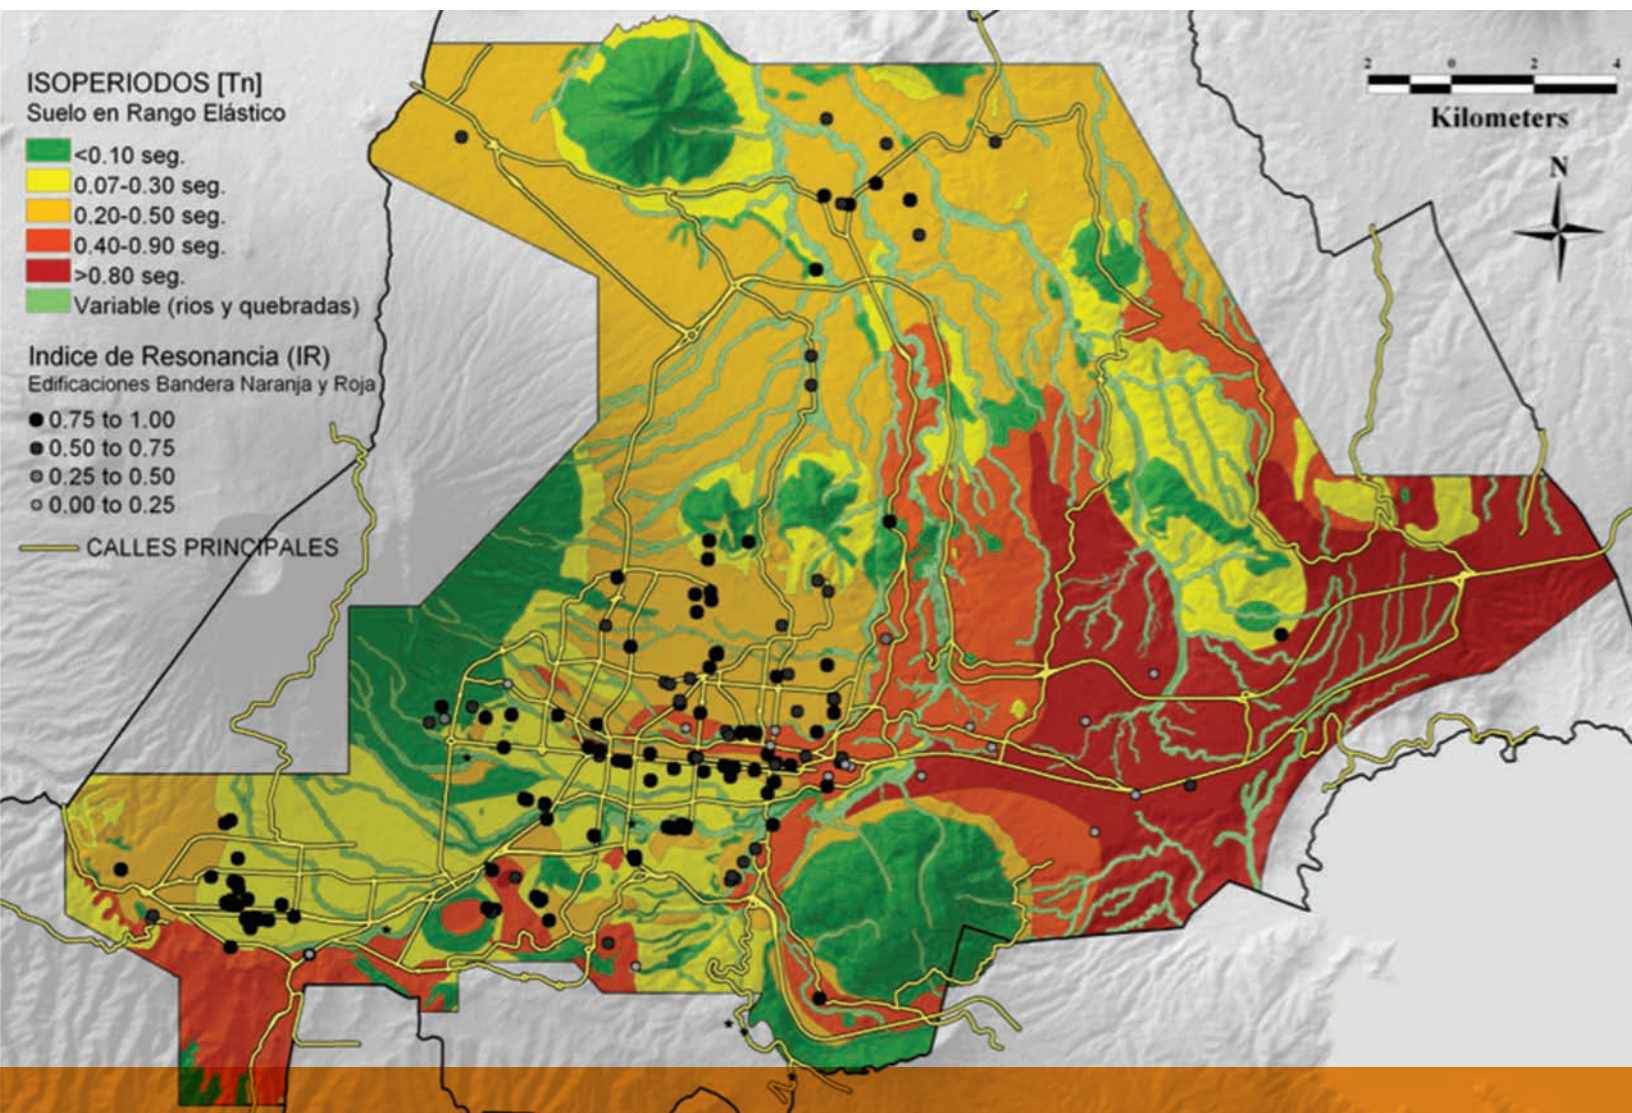 ISOPERIODOS [Tn]
Suelo en Rango Elástico
<0.10 seg.
0.07-0.30 seg.
0.20-0.50 seg.
0.40-0.90 seg.
>0.80 seg.
Variable (rios y quebradas)
Indice de Resonancia (IR)
Edificaciones Bandera Naranja y Roja
0.75 to 1.00
0.50 to 0.75
0.25 to 0.50
0.00 to 0.25
CALLES PRINCIPALES
2 0 2 4
Kilometers
N